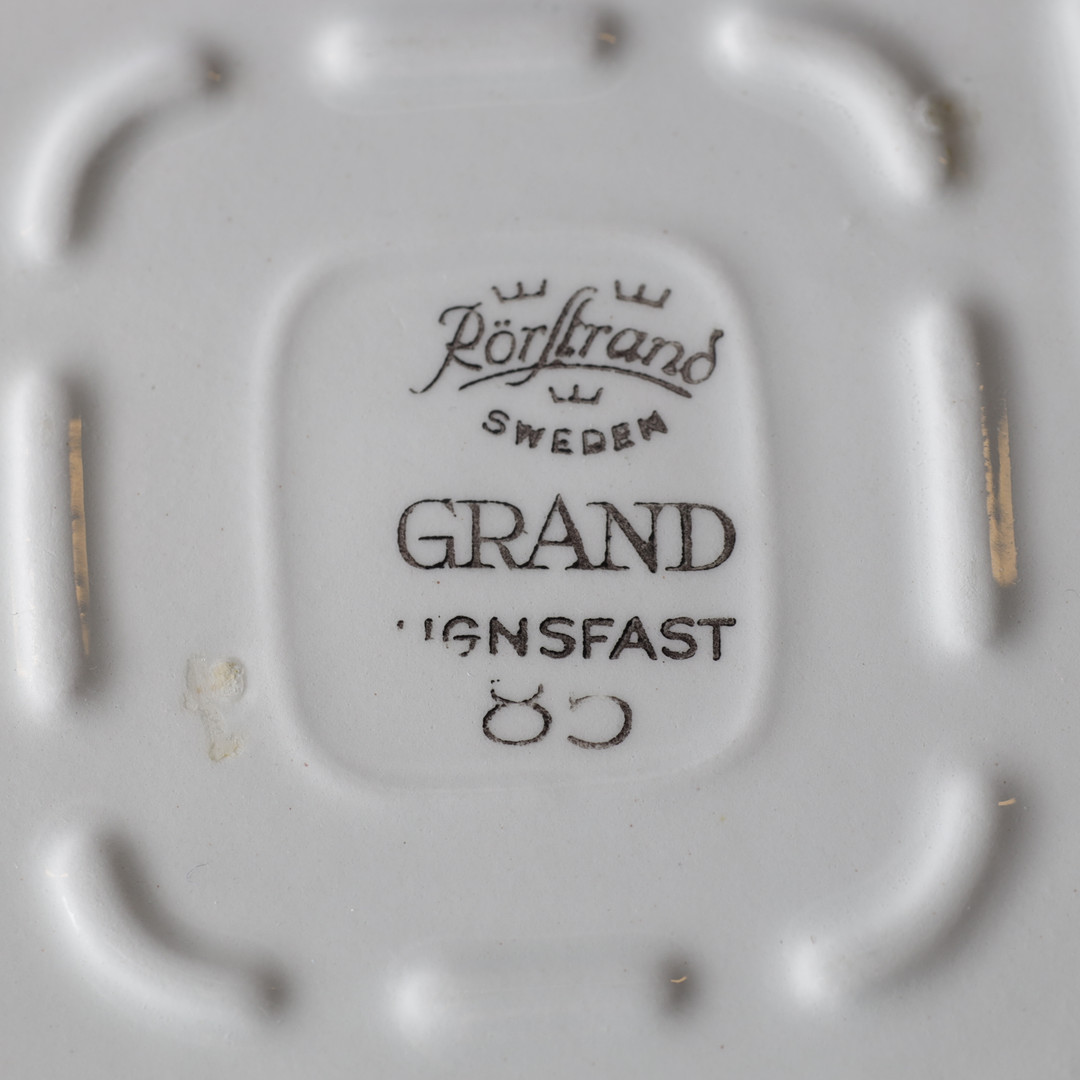 Rörstrand
SWEDEN
GRAND
UGNSFAST